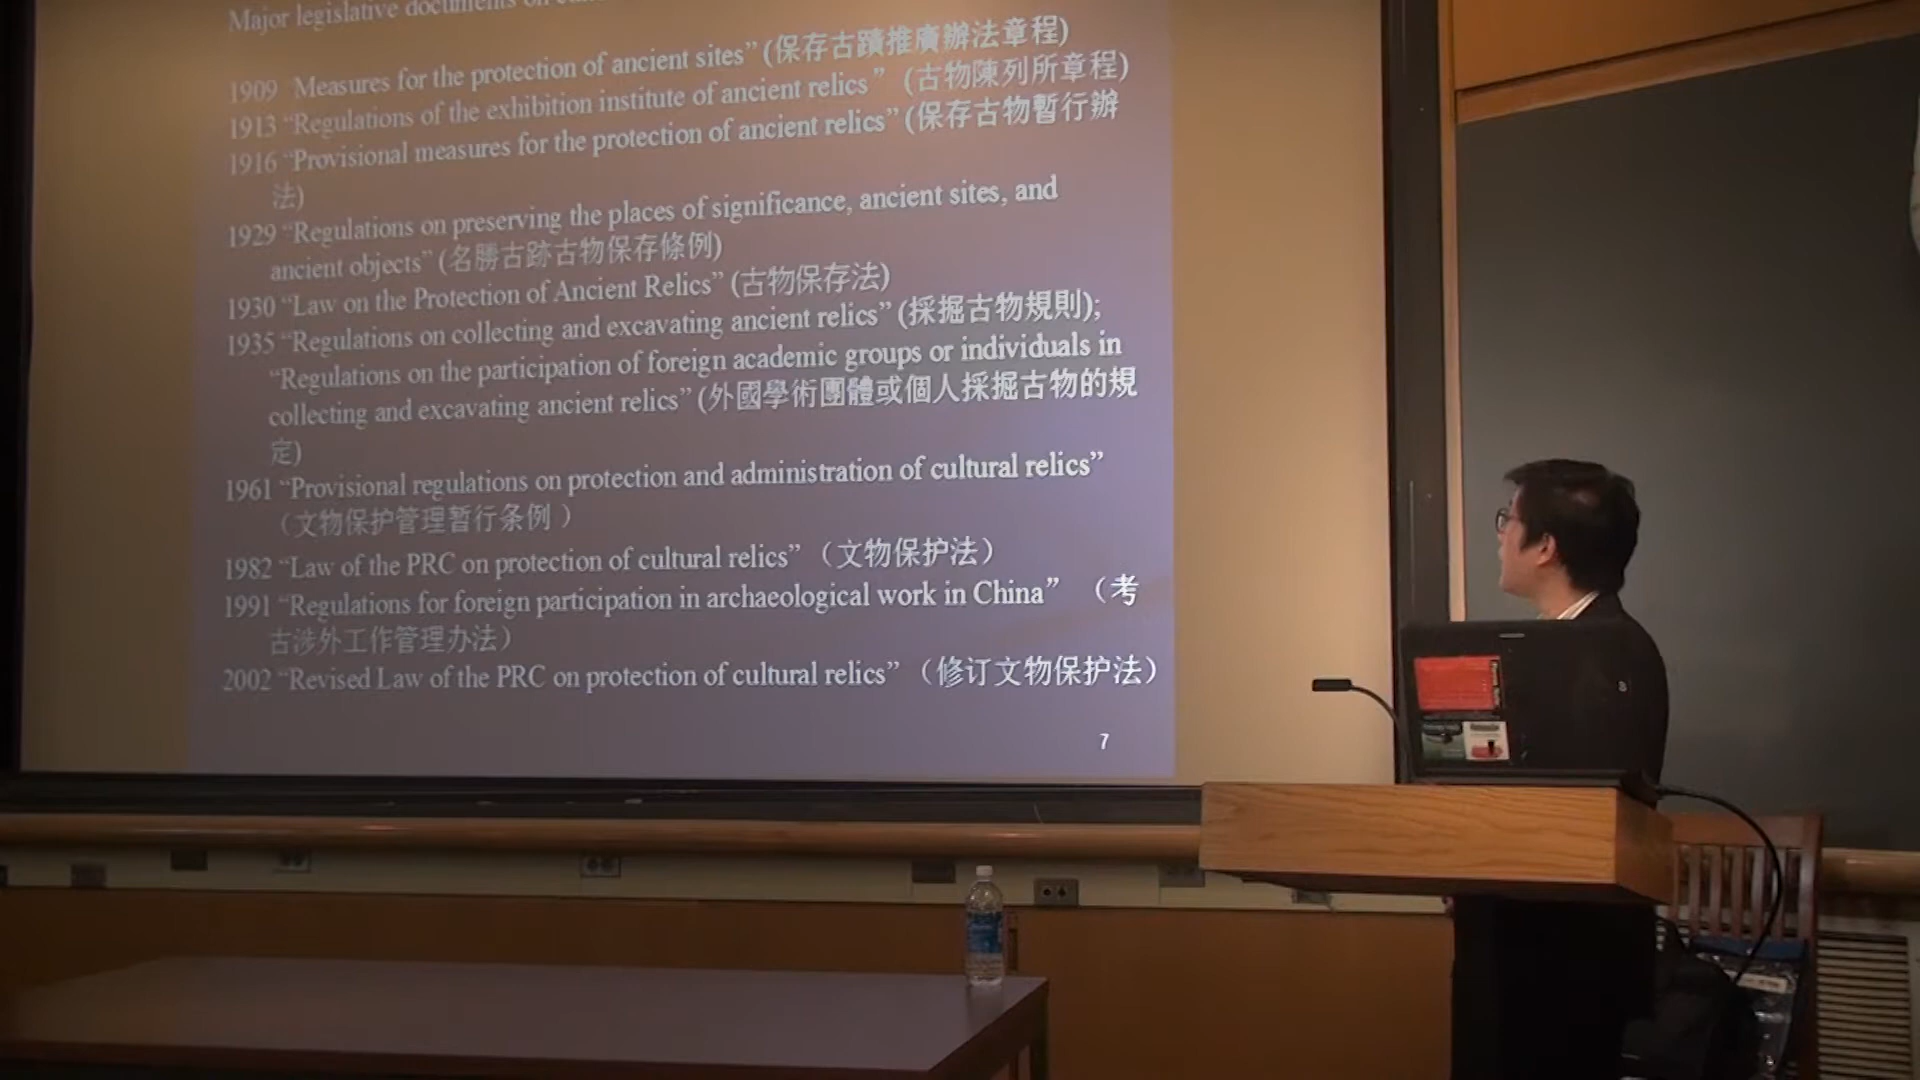 Major legislative documents on
1909 “Measures for the protection of ancient sites” (保存古蹟推廣辦法章程)
1913 “Regulations of the exhibition institute of ancient relics” (古物陳列所章程)
1916 “Provisional measures for the protection of ancient relics” (保存古物暫行辦
法)
1929 “Regulations on preserving the places of significance, ancient sites, and
ancient objects” (名勝古跡古物保存條例)
1930 “Law on the Protection of Ancient Relics” (古物保存法)
1935 “Regulations on collecting and excavating ancient relics” (採掘古物規則);
“Regulations on the participation of foreign academic groups or individuals in
collecting and excavating ancient relics” (外國學術團體或個人採掘古物的規
定)
1961 “Provisional regulations on protection and administration of cultural relics”
（文物保护管理暂行条例 ）
1982 “Law of the PRC on protection of cultural relics” （文物保护法）
1991 “Regulations for foreign participation in archaeological work in China” （考
古涉外工作管理办法）
2002 “Revised Law of the PRC on protection of cultural relics” （修订文物保护法）
7